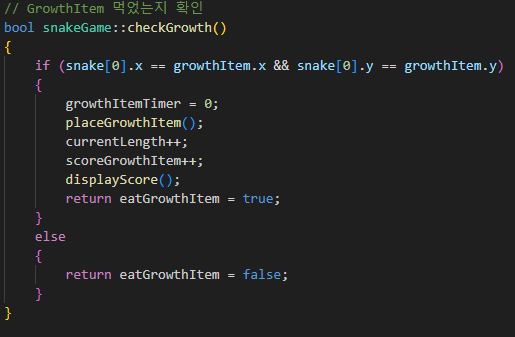 // GrowthItem 먹었는지 확인
bool snakeGame::checkGrowth()
{
    if (snake[0].x == growthItem.x && snake[0].y == growthItem.y)
    {
        growthItemTimer = 0;
        placeGrowthItem();
        currentLength++;
        scoreGrowthItem++;
        displayScore();
        return eatGrowthItem = true;
    }
    else
    {
        return eatGrowthItem = false;
    }
}